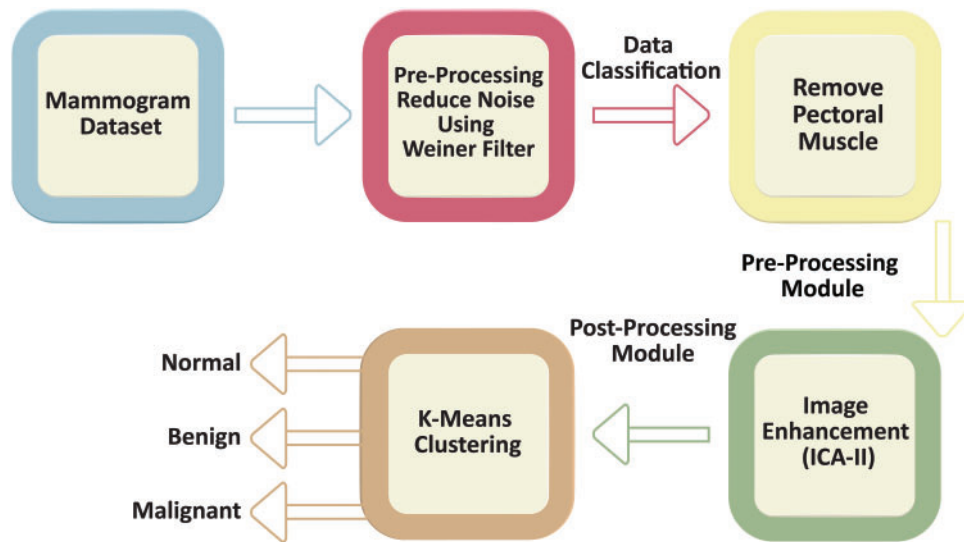 Mammogram
Dataset
Pre-Processing
Reduce Noise
Using
Weiner Filter
Data
Classification
Remove
Pectoral
Muscle
Pre-Processing
Module
Image
Enhancement
(ICA-II)
Post-Processing
Module
K-Means
Clustering
Normal
Benign
Malignant